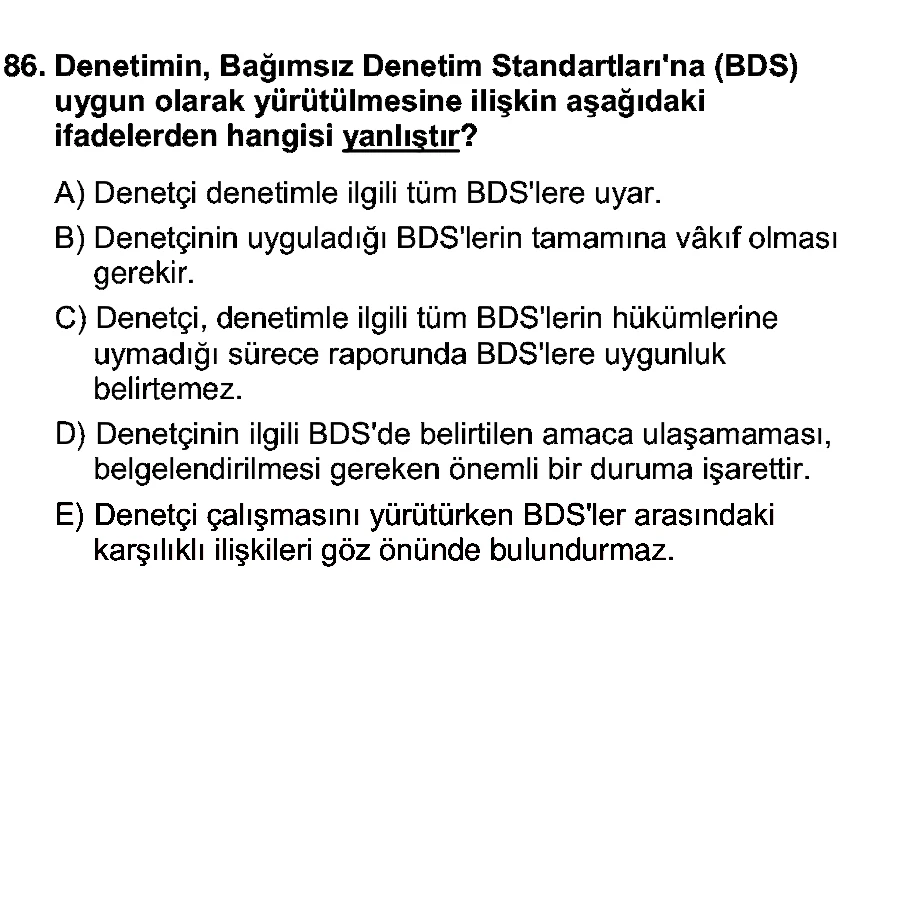 86. Denetimin, Bağımsız Denetim Standartları'na (BDS)
uygun olarak yürütülmesine ilişkin aşağıdaki
ifadelerden hangisi yanlıştır?
A) Denetçi denetimle ilgili tüm BDS'lere uyar.
B) Denetçinin uyguladığı BDS'lerin tamamına vâkıf olması
gerekir.
C) Denetçi, denetimle ilgili tüm BDS'lerin hükümlerine
uymadığı sürece raporunda BDS'lere uygunluk
belirtemez.
D) Denetçinin ilgili BDS'de belirtilen amaca ulaşamaması,
belgelendirilmesi gereken önemli bir duruma işarettir.
E) Denetçi çalışmasını yürütürken BDS'ler arasındaki
karşılıklı ilişkileri göz önünde bulundurmaz.